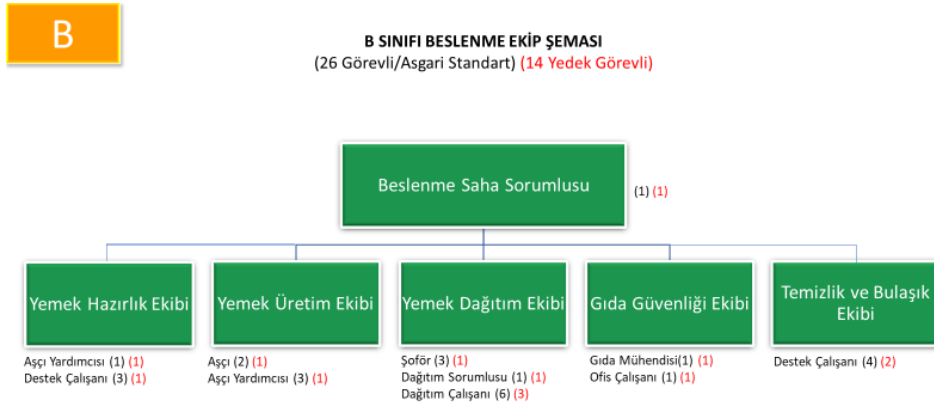 B
B SINIFI BESLENME EKİP ŞEMASI
(26 Görevli/Asgari Standart) (14 Yedek Görevli)
Beslenme Saha Sorumlusu
(1) (1)
Yemek Hazırlık Ekibi
Aşçı Yardımcısı (1) (1)
Destek Çalışanı (3) (1)
Yemek Üretim Ekibi
Aşçı (2) (1)
Aşçı Yardımcısı (3) (1)
Yemek Dağıtım Ekibi
Şoför (3) (1)
Dağıtım Sorumlusu (1) (1)
Dağıtım Çalışanı (6) (3)
Gıda Güvenliği Ekibi
Gıda Mühendisi(1) (1)
Ofis Çalışanı (1) (1)
Temizlik ve Bulaşık
Ekibi
Destek Çalışanı (4) (2)